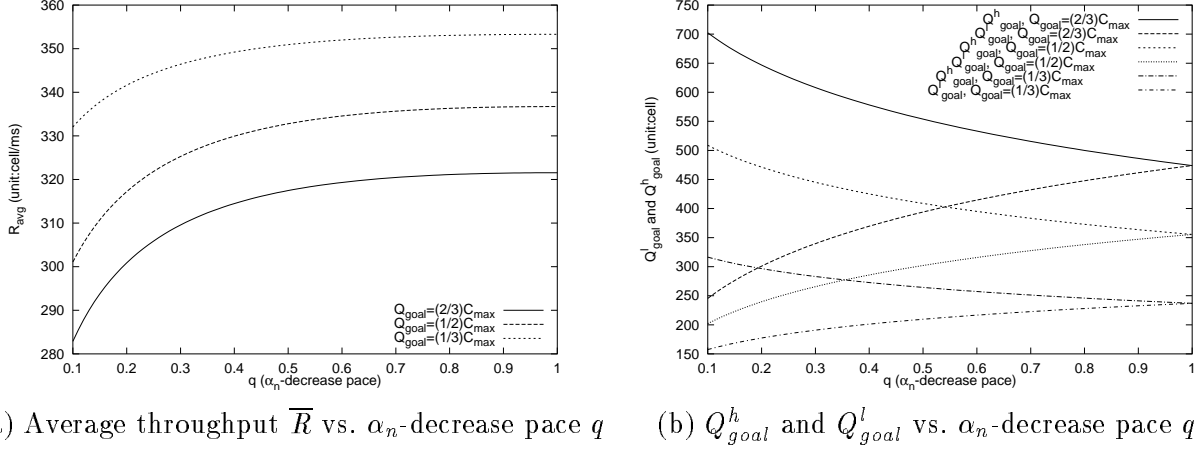 360
350
340
330
320
310
300
290
280
R_avg (unit:cell/ms)
0.1 0.2 0.3 0.4 0.5 0.6 0.7 0.8 0.9 1
q (α_n-decrease pace)
Q_goal=(2/3)C_max
Q_goal=(1/2)C_max
Q_goal=(1/3)C_max
) Average throughput R̅ vs. α_n-decrease pace q
750
700
650
600
550
500
450
400
350
300
250
200
150
Q^l_goal and Q^h_goal (unit:cell)
0.1 0.2 0.3 0.4 0.5 0.6 0.7 0.8 0.9 1
q (α_n-decrease pace)
Q^h_goal, Q_goal=(2/3)C_max
Q^l_goal, Q_goal=(2/3)C_max
Q^h_goal, Q_goal=(1/2)C_max
Q^l_goal, Q_goal=(1/2)C_max
Q^h_goal, Q_goal=(1/3)C_max
Q^l_goal, Q_goal=(1/3)C_max
(b) Q^h_goal and Q^l_goal vs. α_n-decrease pace q